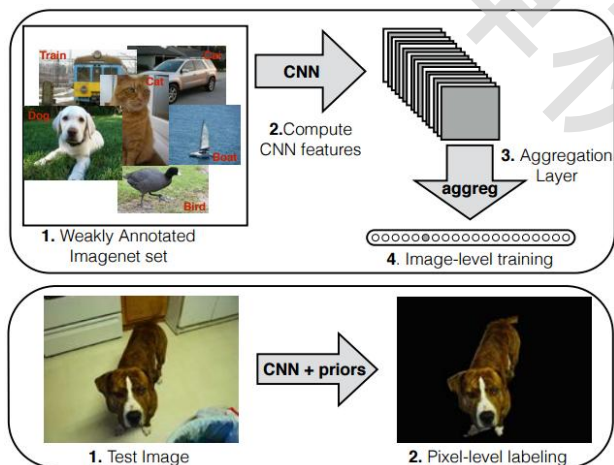 Train
Car
Cat
Dog
Boat
Bird
1. Weakly Annotated
Imagenet set
CNN
2.Compute
CNN features
3. Aggregation
Layer
aggreg
4. Image-level training
CNN + priors
1. Test Image
2. Pixel-level labeling